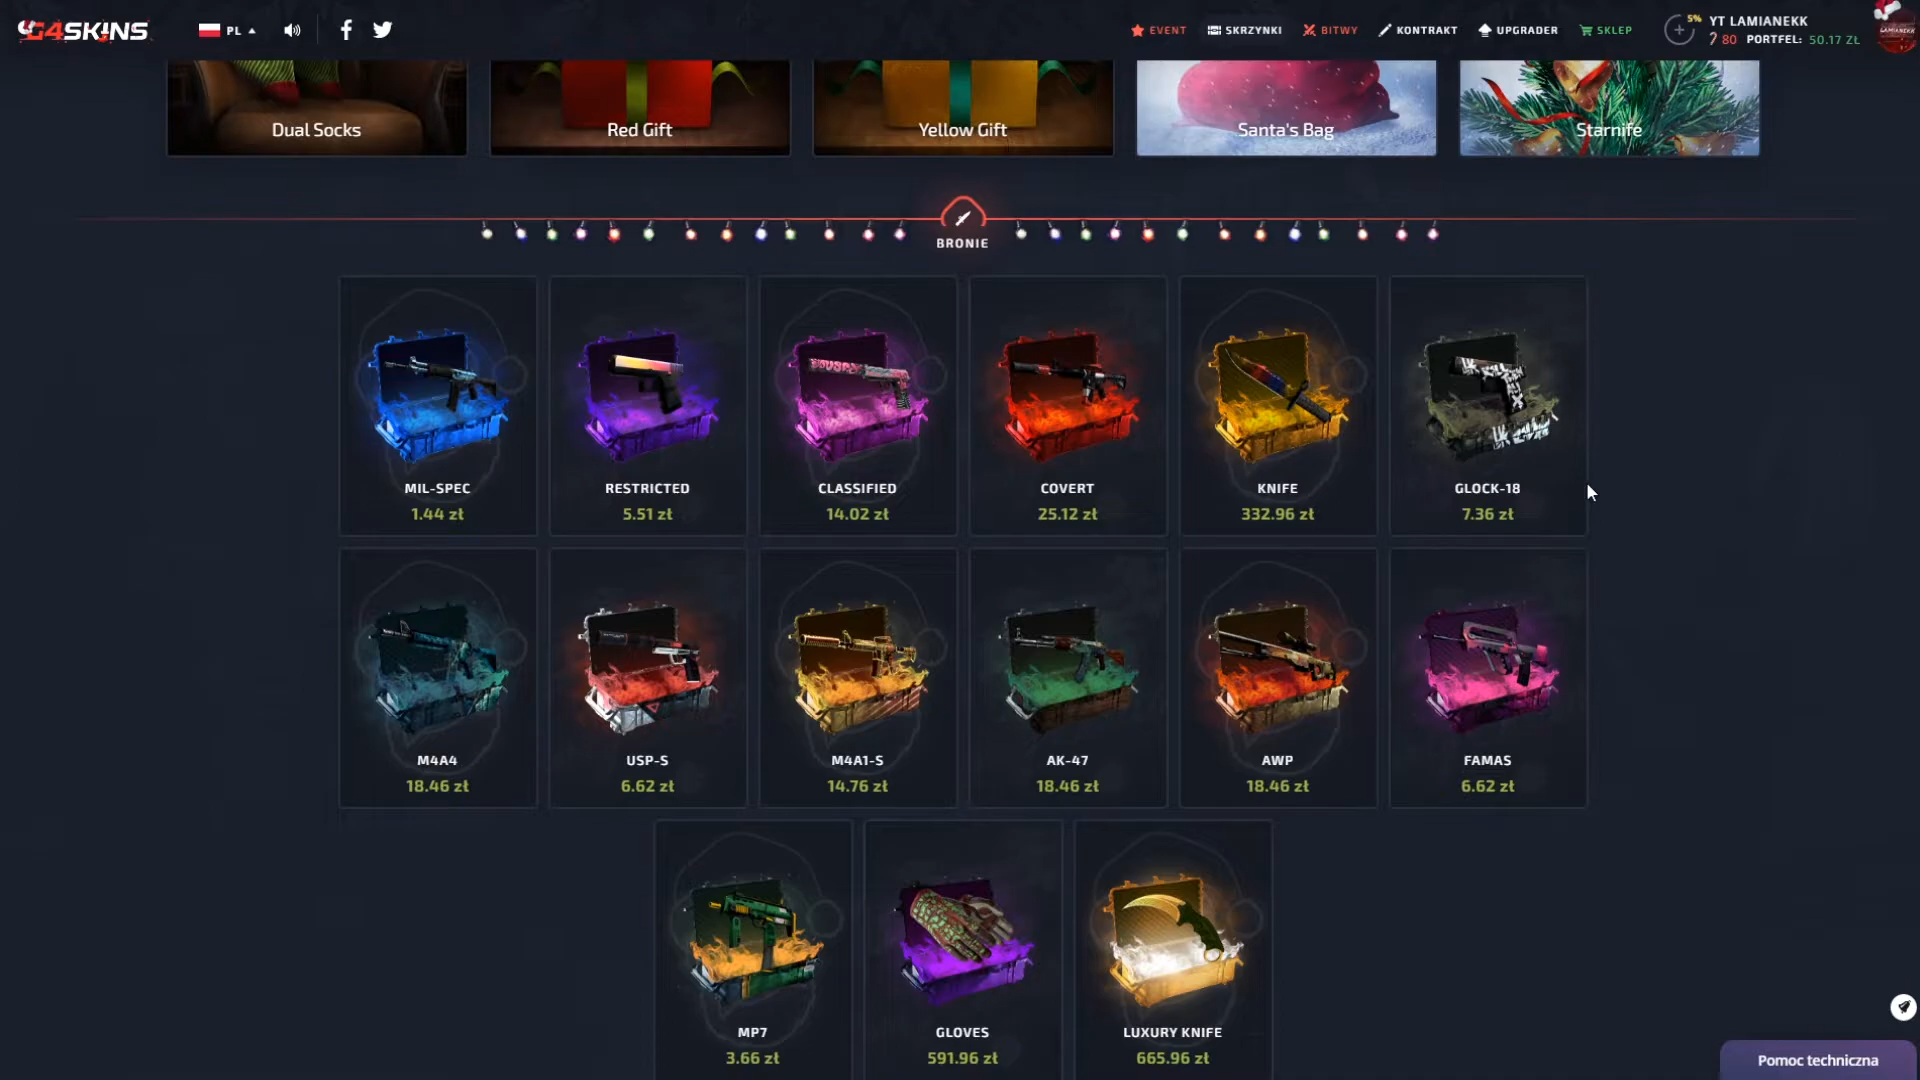 G4SKINS
PL
EVENT
SKRZYNKI
BITWY
KONTRAKT
UPGRADER
SKLEP
5%
YT LAMIANEKK
80 PORTFEL: 50.17 ZŁ
LAMIANEKK
Dual Socks
Red Gift
Yellow Gift
Santa's Bag
Starnife
BRONIE
MIL-SPEC
1.44 zł
RESTRICTED
5.51 zł
CLASSIFIED
14.02 zł
COVERT
25.12 zł
KNIFE
332.96 zł
GLOCK-18
7.36 zł
M4A4
18.46 zł
USP-S
6.62 zł
M4A1-S
14.76 zł
AK-47
18.46 zł
AWP
18.46 zł
FAMAS
6.62 zł
MP7
3.66 zł
GLOVES
591.96 zł
LUXURY KNIFE
665.96 zł
Pomoc techniczna